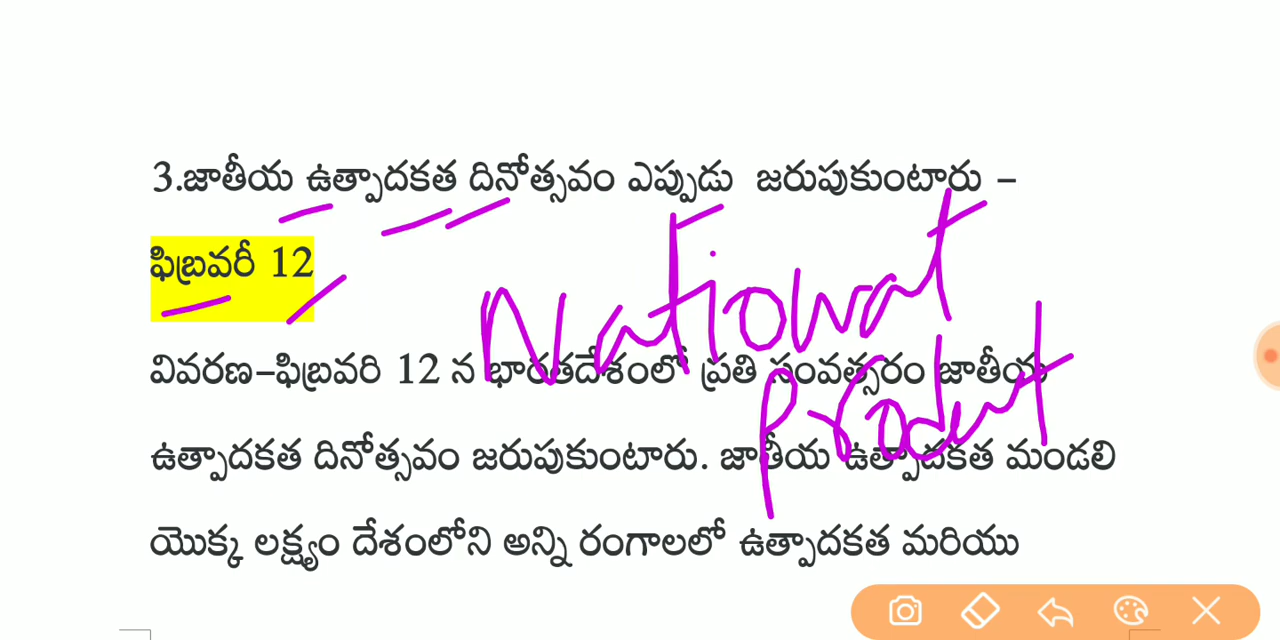 3.జాతీయ ఉత్పాదకత దినోత్సవం ఎప్పుడు జరుపుకుంటారు –
ఫిబ్రవరీ 12
వివరణ–ఫిబ్రవరి 12 న భారతదేశంలో ప్రతి సంవత్సరం జాతీయ
ఉత్పాదకత దినోత్సవం జరుపుకుంటారు. జాతీయ ఉత్పాదకత మండలి
యొక్క లక్ష్యం దేశంలోని అన్ని రంగాలలో ఉత్పాదకత మరియు
National